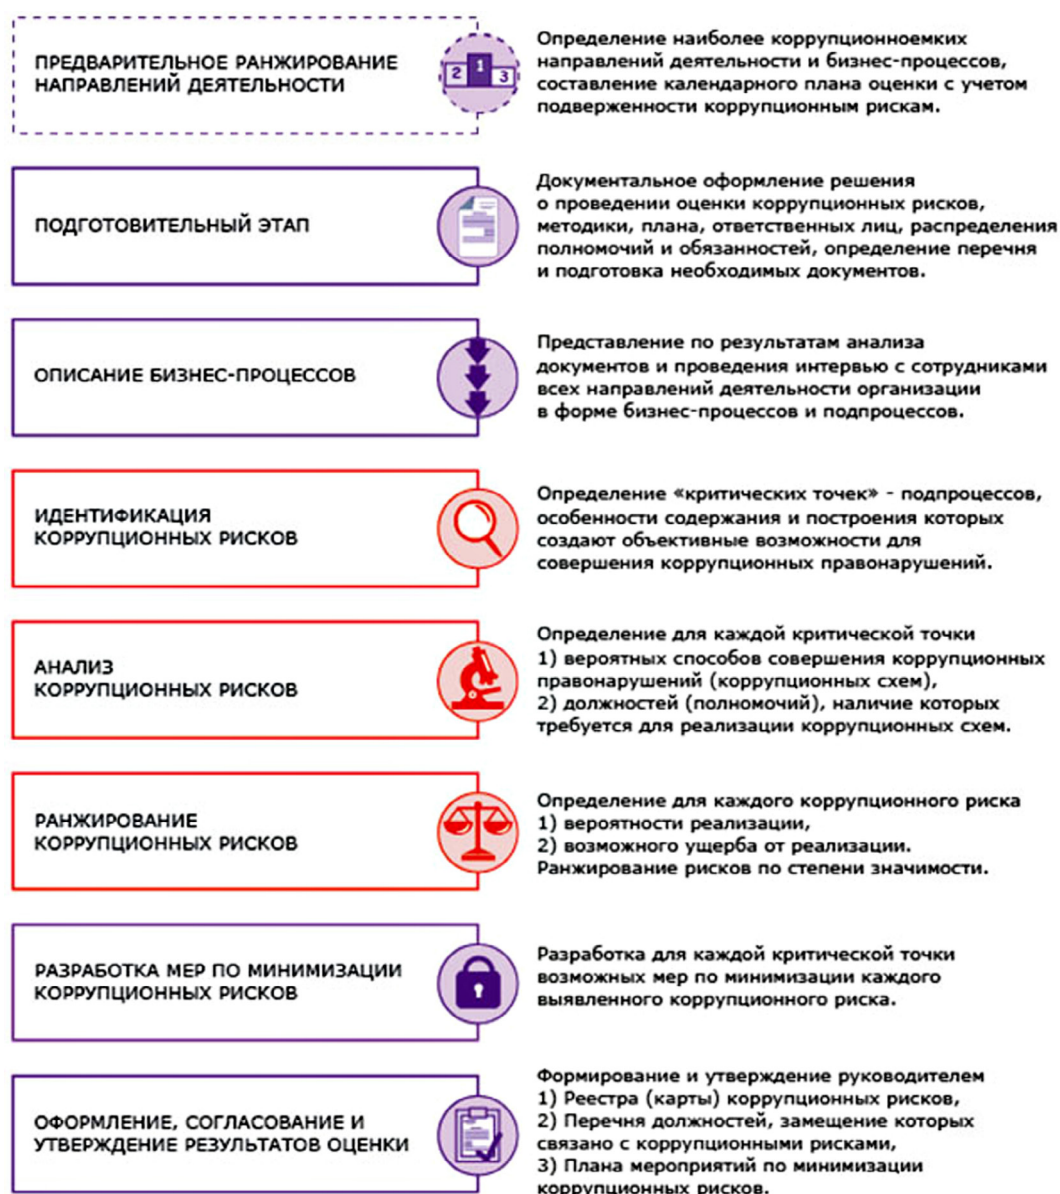 ПРЕДВАРИТЕЛЬНОЕ РАНЖИРОВАНИЕ
НАПРАВЛЕНИЙ ДЕЯТЕЛЬНОСТИ
2 1 3
Определение наиболее коррупционноемких
направлений деятельности и бизнес-процессов,
составление календарного плана оценки с учетом
подверженности коррупционным рискам.
ПОДГОТОВИТЕЛЬНЫЙ ЭТАП
Документальное оформление решения
о проведении оценки коррупционных рисков,
методики, плана, ответственных лиц, распределения
полномочий и обязанностей, определение перечня
и подготовка необходимых документов.
ОПИСАНИЕ БИЗНЕС-ПРОЦЕССОВ
Представление по результатам анализа
документов и проведения интервью с сотрудниками
всех направлений деятельности организации
в форме бизнес-процессов и подпроцессов.
ИДЕНТИФИКАЦИЯ
КОРРУПЦИОННЫХ РИСКОВ
Определение «критических точек» - подпроцессов,
особенности содержания и построения которых
создают объективные возможности для
совершения коррупционных правонарушений.
АНАЛИЗ
КОРРУПЦИОННЫХ РИСКОВ
Определение для каждой критической точки
1) вероятных способов совершения коррупционных
правонарушений (коррупционных схем),
2) должностей (полномочий), наличие которых
требуется для реализации коррупционных схем.
РАНЖИРОВАНИЕ
КОРРУПЦИОННЫХ РИСКОВ
Определение для каждого коррупционного риска
1) вероятности реализации,
2) возможного ущерба от реализации.
Ранжирование рисков по степени значимости.
РАЗРАБОТКА МЕР ПО МИНИМИЗАЦИИ
КОРРУПЦИОННЫХ РИСКОВ
Разработка для каждой критической точки
возможных мер по минимизации каждого
выявленного коррупционного риска.
ОФОРМЛЕНИЕ, СОГЛАСОВАНИЕ И
УТВЕРЖДЕНИЕ РЕЗУЛЬТАТОВ ОЦЕНКИ
Формирование и утверждение руководителем
1) Реестра (карты) коррупционных рисков,
2) Перечня должностей, замещение которых
связано с коррупционными рисками,
3) Плана мероприятий по минимизации
коррупционных рисков.